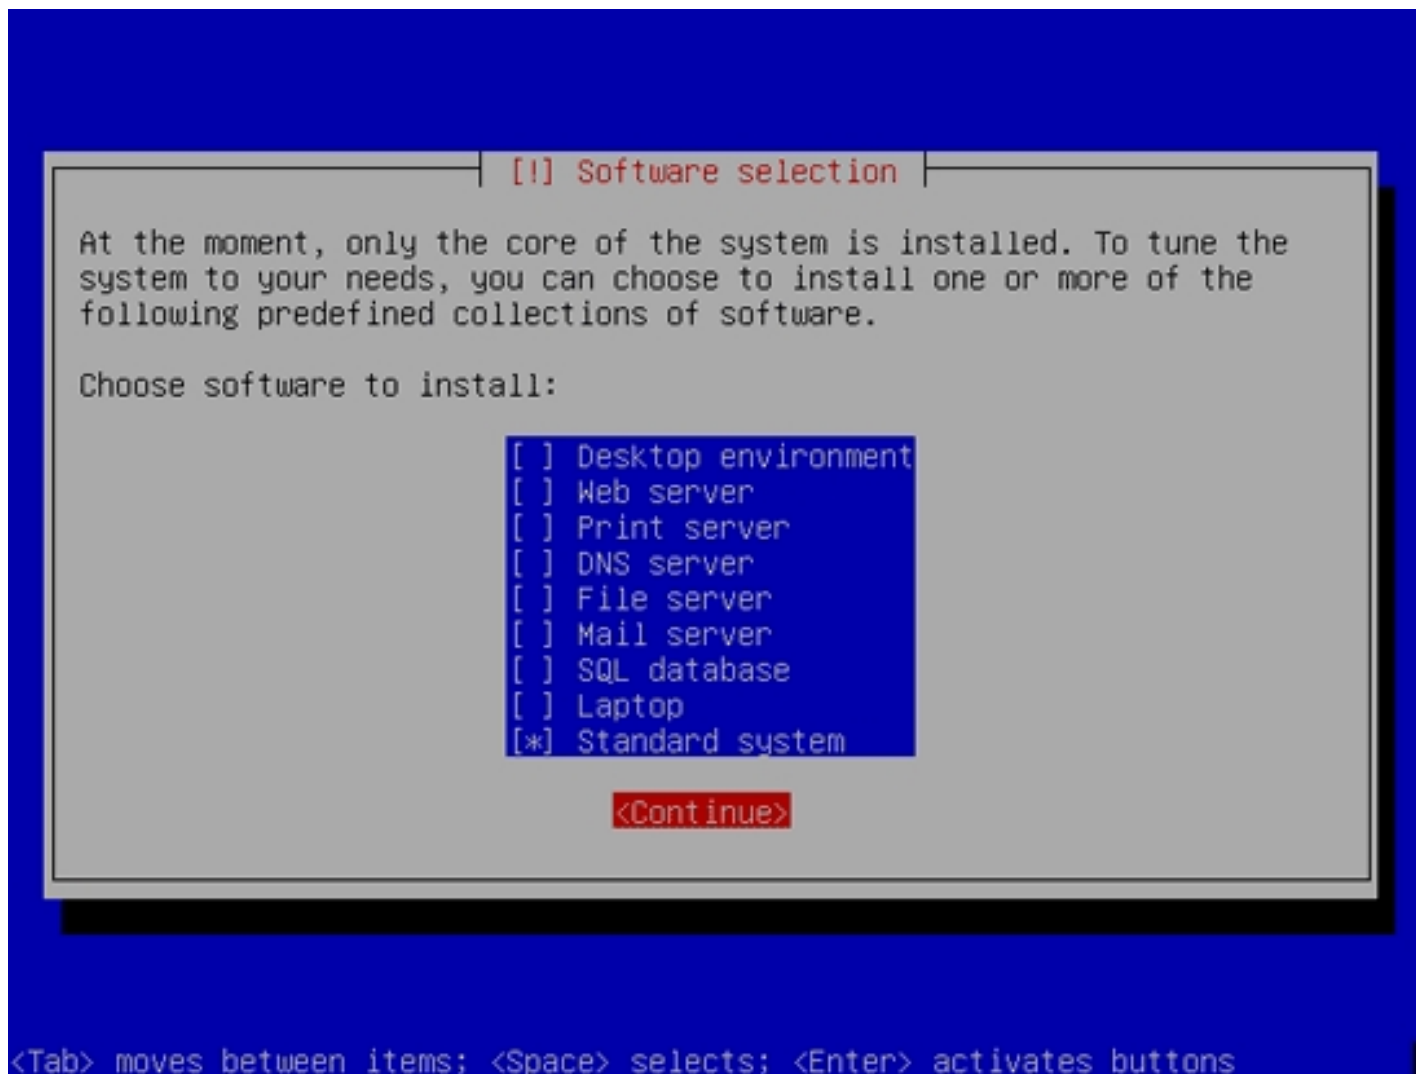 [!] Software selection
At the moment, only the core of the system is installed. To tune the
system to your needs, you can choose to install one or more of the
following predefined collections of software.
Choose software to install:
[ ] Desktop environment
[ ] Web server
[ ] Print server
[ ] DNS server
[ ] File server
[ ] Mail server
[ ] SQL database
[ ] Laptop
[*] Standard system
<Continue>
<Tab> moves between items; <Space> selects; <Enter> activates buttons